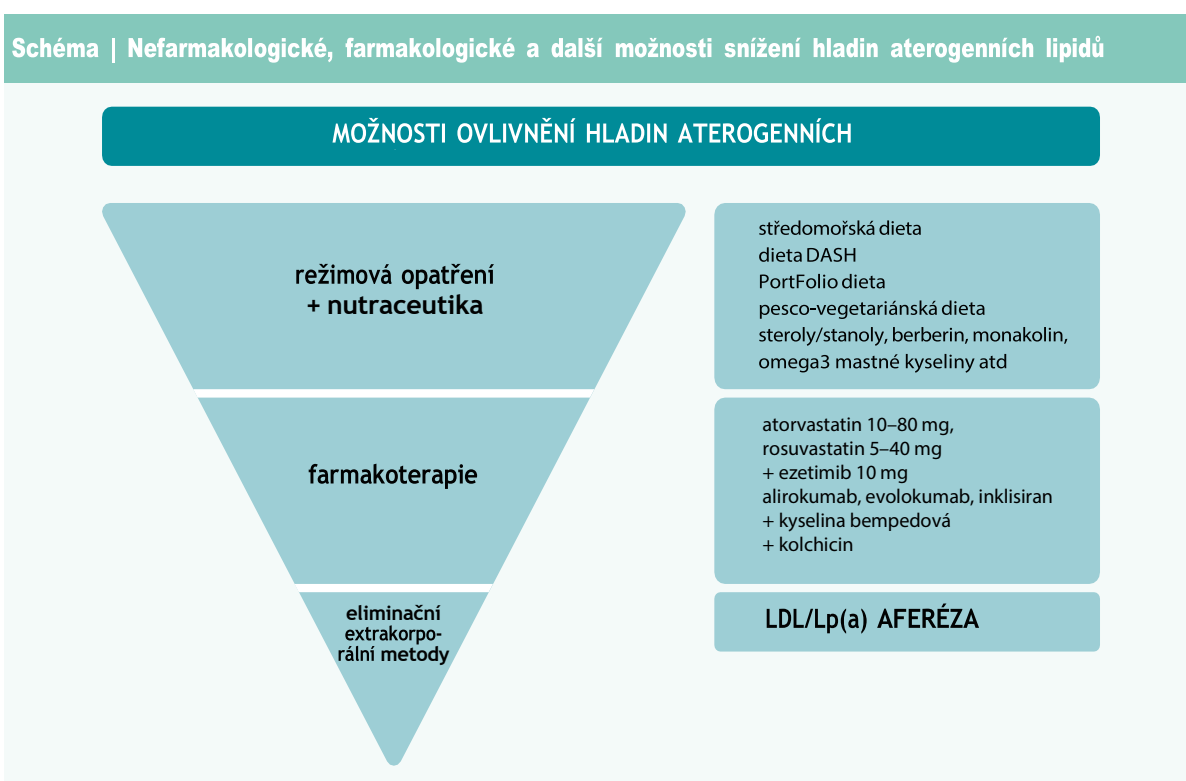 Schéma | Nefarmakologické, farmakologické a další možnosti snížení hladin aterogenních lipidů
MOŽNOSTI OVLIVNĚNÍ HLADIN ATEROGENNÍCH
režimová opatření
+ nutraceutika
středomořská dieta
dieta DASH
PortFolio dieta
pesco-vegetariánská dieta
steroly/stanoly, berberin, monakolin,
omega3 mastné kyseliny atd
farmakoterapie
atorvastatin 10–80 mg,
rosuvastatin 5–40 mg
+ ezetimib 10 mg
alirokumab, evolokumab, inklisiran
+ kyselina bempedová
+ kolchicin
eliminační
extrakorpo-
rální metody
LDL/Lp(a) AFERÉZA